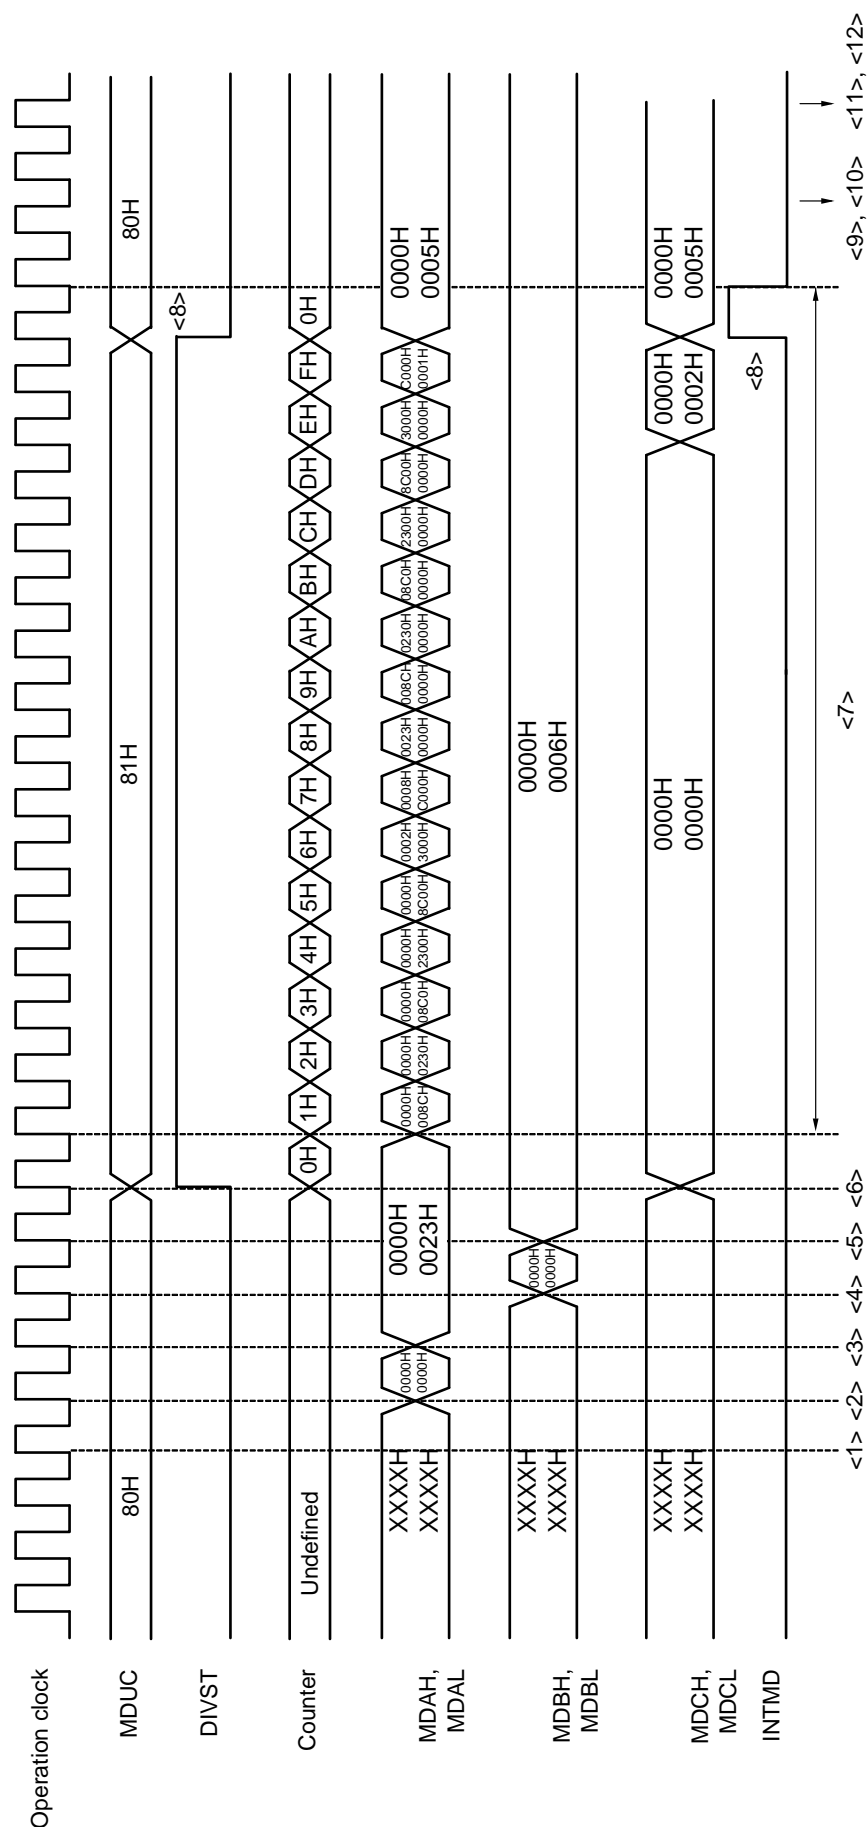 Operation clock
MDUC
80H
81H
80H
DIVST
<8>
Counter
Undefined
0H
1H
2H
3H
4H
5H
6H
7H
8H
9H
AH
BH
CH
DH
EH
FH
0H
MDAH,
MDAL
XXXXH
XXXXH
0000H
0000H
0000H
0023H
0000H
008CH
0000H
0230H
0000H
08C0H
0000H
2300H
0000H
8C00H
0002H
3000H
0008H
C000H
0023H
0000H
008CH
0000H
0230H
0000H
08C0H
0000H
2300H
0000H
8C00H
0000H
3000H
0000H
C000H
0001H
0000H
0005H
MDBH,
MDBL
XXXXH
XXXXH
0000H
0000H
0000H
0006H
MDCH,
MDCL
XXXXH
XXXXH
0000H
0000H
0000H
0002H
0000H
0005H
INTMD
<8>
<1> <2> <3> <4> <5> <6>
<7>
<9>, <10>
<11>, <12>